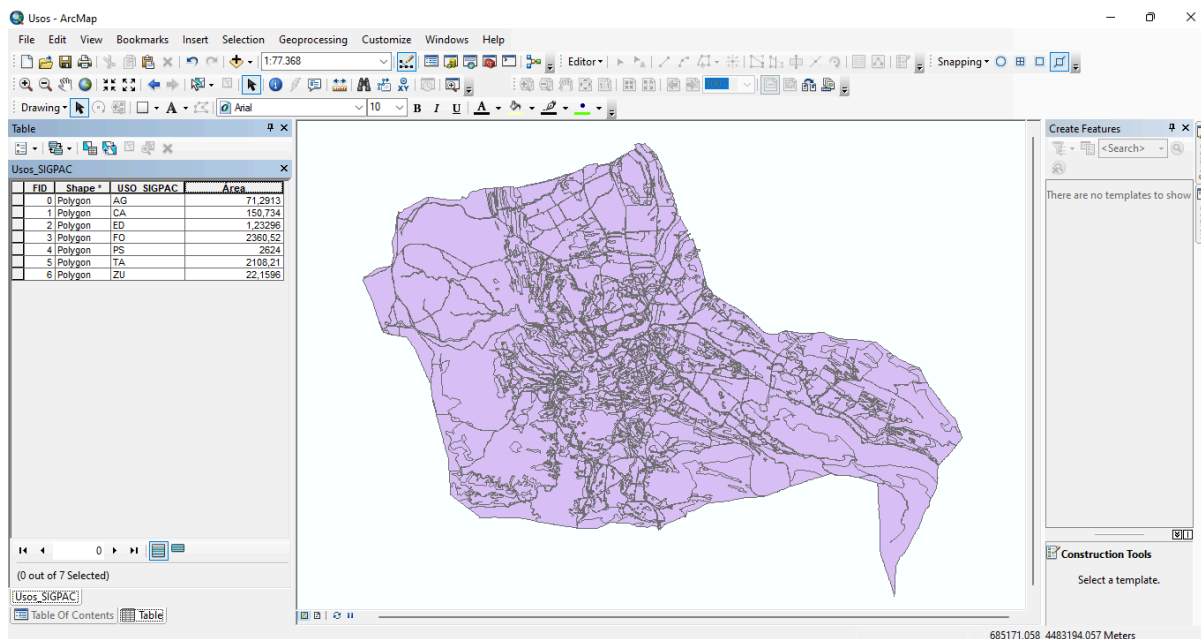 Usos - ArcMap
File Edit View Bookmarks Insert Selection Geoprocessing Customize Windows Help
1:77.368 Editor Snapping
Drawing A Arial 10 B I U A
Table
Usos_SIGPAC
FID Shape * USO_SIGPAC Área
0 Polygon AG 71,2913
1 Polygon CA 150,734
2 Polygon ED 1,23296
3 Polygon FO 2360,52
4 Polygon PS 2624
5 Polygon TA 2108,21
6 Polygon ZU 22,1596
0
(0 out of 7 Selected)
Usos_SIGPAC
Table Of Contents Table
Create Features
<Search>
There are no templates to show
Construction Tools
Select a template.
685171,058 4483194,057 Meters